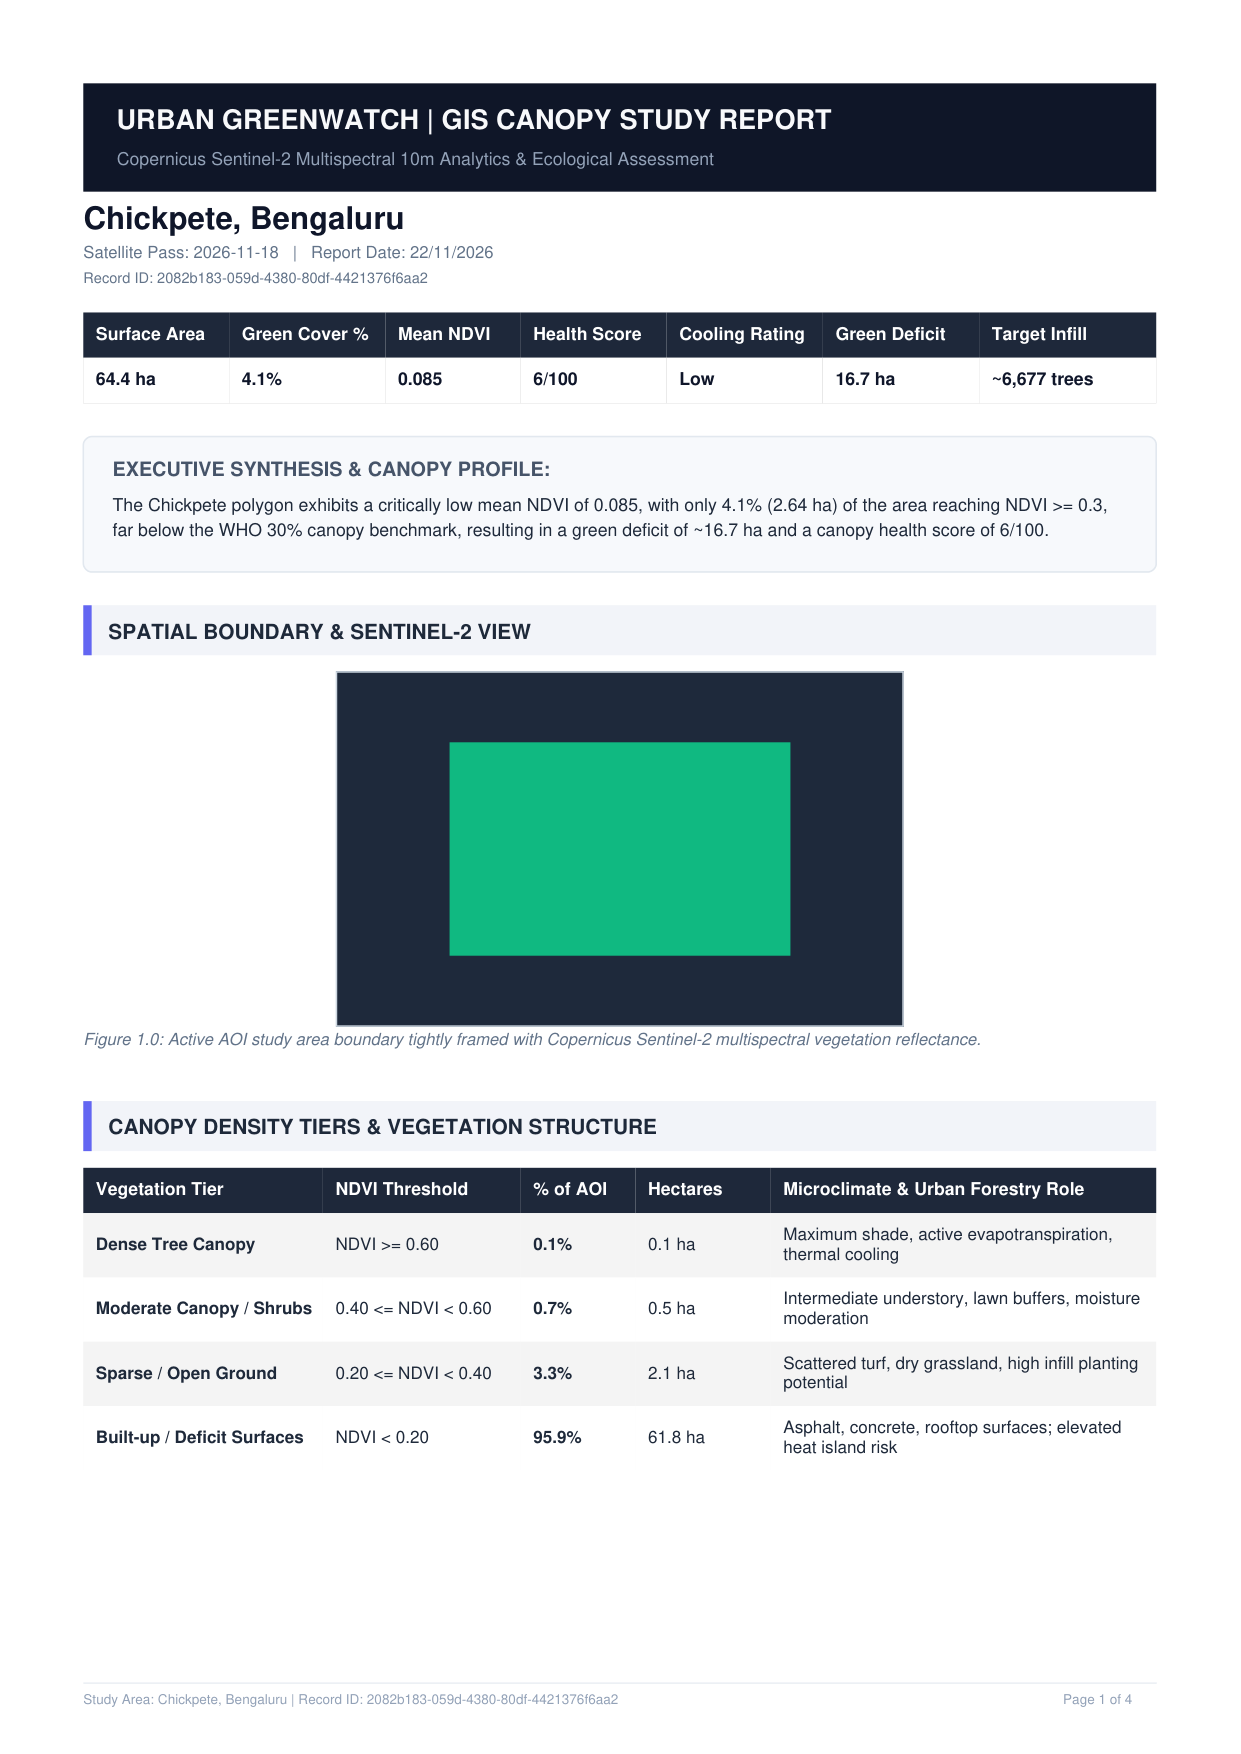 URBAN GREENWATCH | GIS CANOPY STUDY REPORT
Copernicus Sentinel-2 Multispectral 10m Analytics & Ecological Assessment
Chickpete, Bengaluru
Satellite Pass: 2026-11-18 | Report Date: 22/11/2026
Record ID: 2082b183-059d-4380-80df-4421376f6aa2
Surface Area Green Cover % Mean NDVI Health Score Cooling Rating Green Deficit Target Infill
64.4 ha 4.1% 0.085 6/100 Low 16.7 ha ~6,677 trees
EXECUTIVE SYNTHESIS & CANOPY PROFILE:
The Chickpete polygon exhibits a critically low mean NDVI of 0.085, with only 4.1% (2.64 ha) of the area reaching NDVI >= 0.3,
far below the WHO 30% canopy benchmark, resulting in a green deficit of ~16.7 ha and a canopy health score of 6/100.
SPATIAL BOUNDARY & SENTINEL-2 VIEW
Figure 1.0: Active AOI study area boundary tightly framed with Copernicus Sentinel-2 multispectral vegetation reflectance.
CANOPY DENSITY TIERS & VEGETATION STRUCTURE
Vegetation Tier NDVI Threshold % of AOI Hectares Microclimate & Urban Forestry Role
Dense Tree Canopy NDVI >= 0.60 0.1% 0.1 ha Maximum shade, active evapotranspiration,
thermal cooling
Moderate Canopy / Shrubs 0.40 <= NDVI < 0.60 0.7% 0.5 ha Intermediate understory, lawn buffers, moisture
moderation
Sparse / Open Ground 0.20 <= NDVI < 0.40 3.3% 2.1 ha Scattered turf, dry grassland, high infill planting
potential
Built-up / Deficit Surfaces NDVI < 0.20 95.9% 61.8 ha Asphalt, concrete, rooftop surfaces; elevated
heat island risk
Study Area: Chickpete, Bengaluru | Record ID: 2082b183-059d-4380-80df-4421376f6aa2 Page 1 of 4